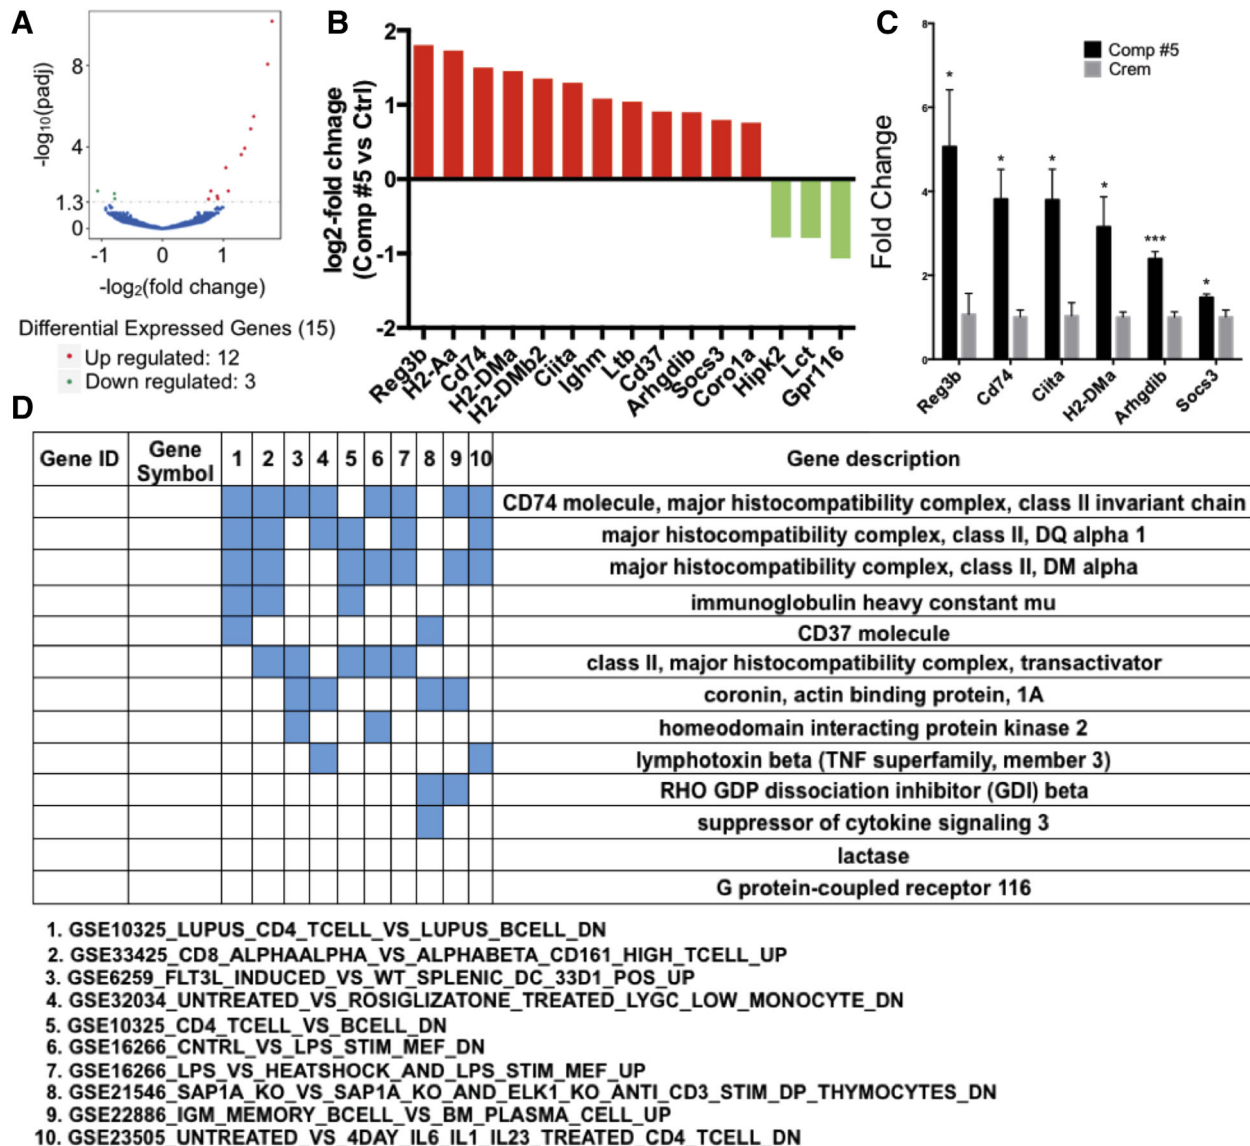 A
-log10(padj)
8
4
1.3
0
-1
0
1
-log2(fold change)
Differential Expressed Genes (15)
Up regulated: 12
Down regulated: 3
B
log2-fold chnage
(Comp #5 vs Ctrl)
2
1
0
-1
-2
Reg3b
H2-Aa
Cd74
H2-DMa
H2-DMb2
Ciita
Ighm
Ltb
Cd37
Arhgdib
Socs3
Coro1a
Hipk2
Lct
Gpr116
C
Fold Change
8
6
4
2
0
Comp #5
Crem
*
*
*
*
***
*
Reg3b
Cd74
Ciita
H2-DMa
Arhgdib
Socs3
D
Gene ID Gene Symbol 1 2 3 4 5 6 7 8 9 10 Gene description
CD74 molecule, major histocompatibility complex, class II invariant chain
major histocompatibility complex, class II, DQ alpha 1
major histocompatibility complex, class II, DM alpha
immunoglobulin heavy constant mu
CD37 molecule
class II, major histocompatibility complex, transactivator
coronin, actin binding protein, 1A
homeodomain interacting protein kinase 2
lymphotoxin beta (TNF superfamily, member 3)
RHO GDP dissociation inhibitor (GDI) beta
suppressor of cytokine signaling 3
lactase
G protein-coupled receptor 116
1. GSE10325_LUPUS_CD4_TCELL_VS_LUPUS_BCELL_DN
2. GSE33425_CD8_ALPHAALPHA_VS_ALPHABETA_CD161_HIGH_TCELL_UP
3. GSE6259_FLT3L_INDUCED_VS_WT_SPLENIC_DC_33D1_POS_UP
4. GSE32034_UNTREATED_VS_ROSIGLIZATONE_TREATED_LYGC_LOW_MONOCYTE_DN
5. GSE10325_CD4_TCELL_VS_BCELL_DN
6. GSE16266_CNTRL_VS_LPS_STIM_MEF_DN
7. GSE16266_LPS_VS_HEATSHOCK_AND_LPS_STIM_MEF_UP
8. GSE21546_SAP1A_KO_VS_SAP1A_KO_AND_ELK1_KO_ANTI_CD3_STIM_DP_THYMOCYTES_DN
9. GSE22886_IGM_MEMORY_BCELL_VS_BM_PLASMA_CELL_UP
10. GSE23505_UNTREATED_VS_4DAY_IL6_IL1_IL23_TREATED_CD4_TCELL_DN